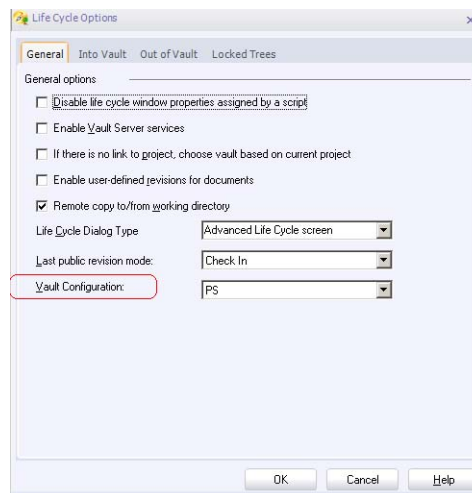 Life Cycle Options
General Into Vault Out of Vault Locked Trees
General options
Disable life cycle window properties assigned by a script
Enable Vault Server services
If there is no link to project, choose vault based on current project
Enable user-defined revisions for documents
Remote copy to/from working directory
Life Cycle Dialog Type Advanced Life Cycle screen
Last public revision mode: Check In
Vault Configuration: PS
OK Cancel Help